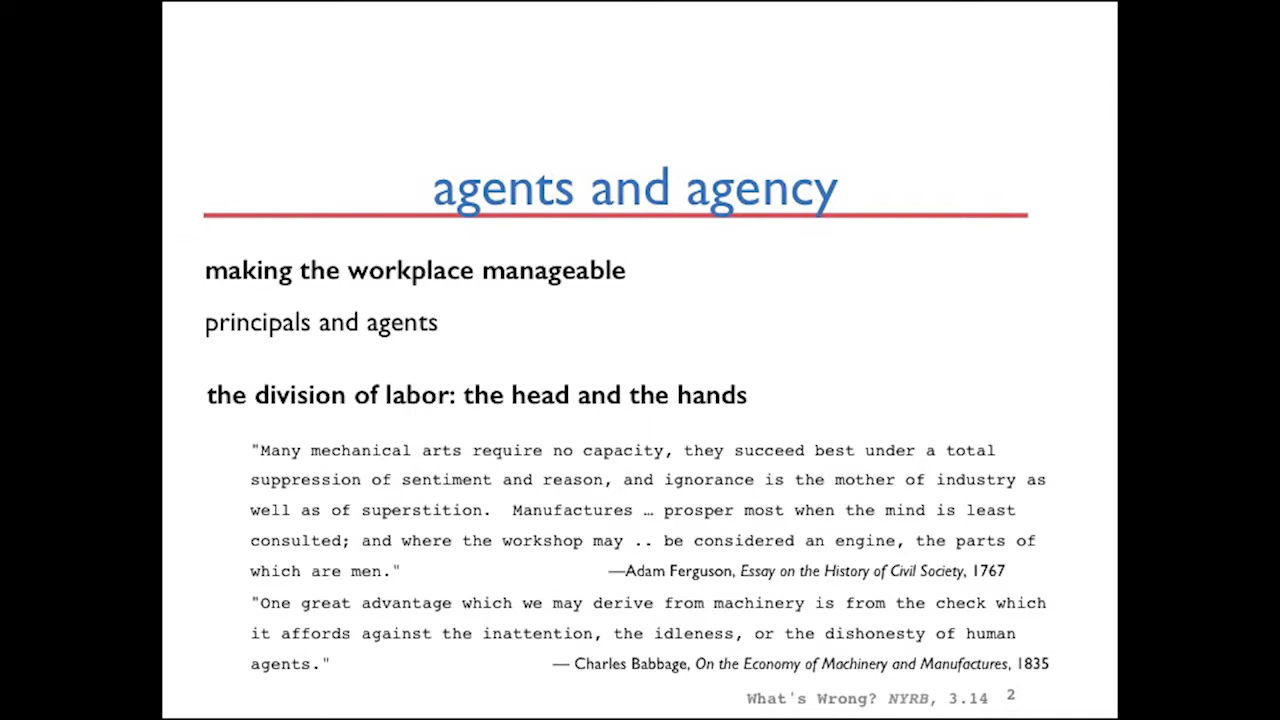 agents and agency
making the workplace manageable
principals and agents
the division of labor: the head and the hands
"Many mechanical arts require no capacity, they succeed best under a total
suppression of sentiment and reason, and ignorance is the mother of industry as
well as of superstition. Manufactures … prosper most when the mind is least
consulted; and where the workshop may .. be considered an engine, the parts of
which are men." —Adam Ferguson, Essay on the History of Civil Society, 1767
"One great advantage which we may derive from machinery is from the check which
it affords against the inattention, the idleness, or the dishonesty of human
agents." — Charles Babbage, On the Economy of Machinery and Manufactures, 1835
What's Wrong? NYRB, 3.14 2